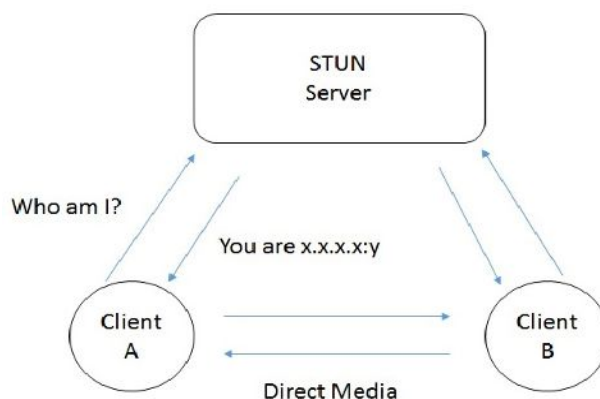 STUN
Server
Who am I?
You are x.x.x.x:y
Client
A
Client
B
Direct Media